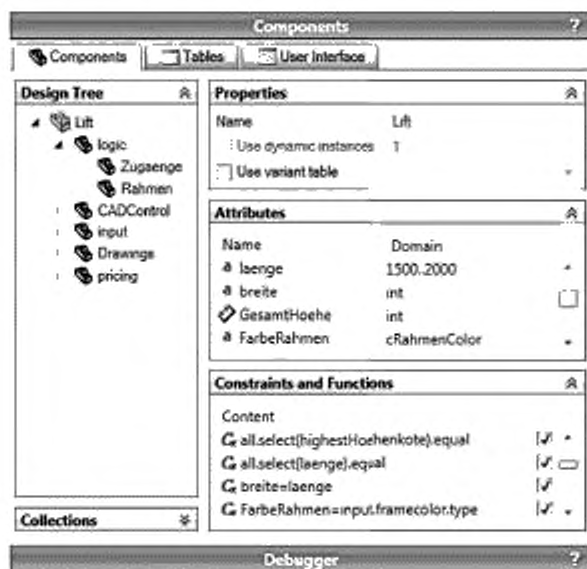 Components ?
Components Tables User Interface
Design Tree
Lift
logic
Zugaenge
Rahmen
CADControl
input
Drawings
pricing
Collections
Properties
Name Lift
Use dynamic instances 1
Use variant table
Attributes
Name Domain
a laenge 1500..2000
a breite int
GesamtHoehe int
a FarbeRahmen cRahmenColor
Constraints and Functions
Content
all.select(highestHoehenkote).equal
all.select(laenge).equal
breite=laenge
FarbeRahmen=input.framecolor.type
Debugger ?